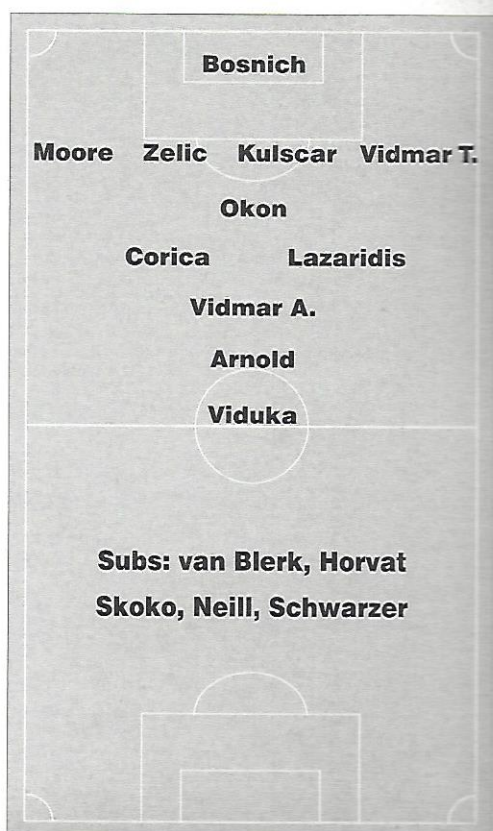 Bosnich
Moore Zelic Kulscar Vidmar T.
Okon
Corica Lazaridis
Vidmar A.
Arnold
Viduka
Subs: van Blerk, Horvat
Skoko, Neill, Schwarzer